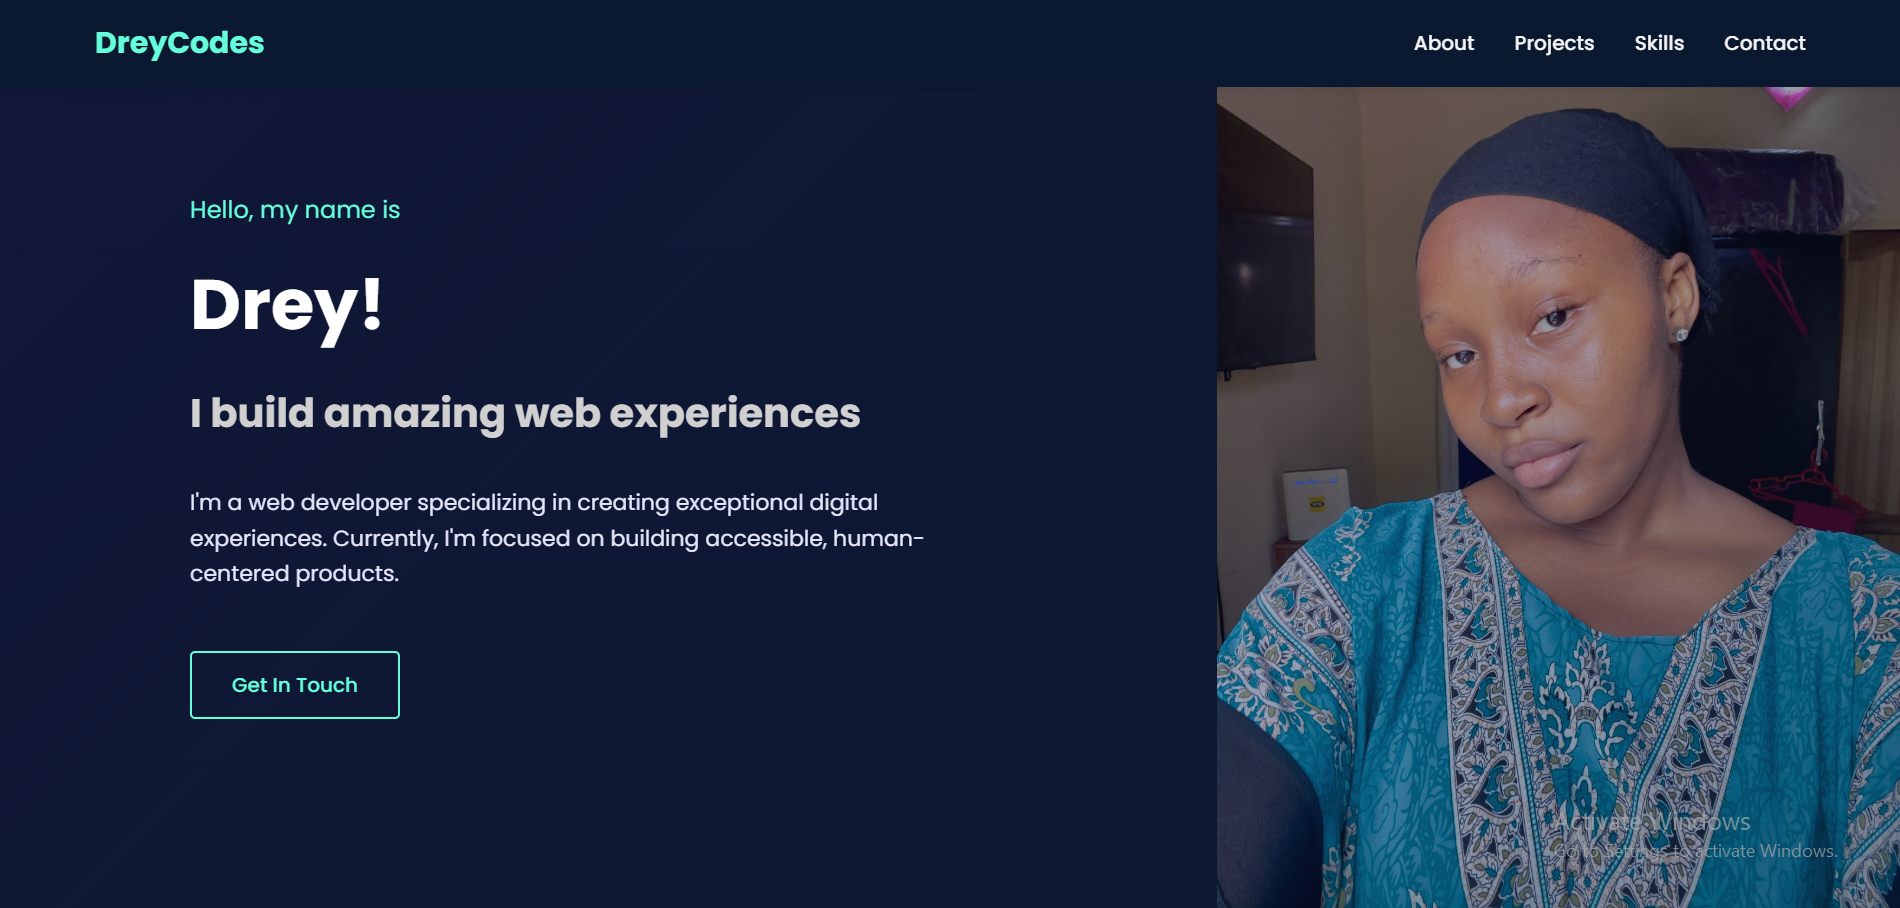 DreyCodes
About Projects Skills Contact
Hello, my name is
Drey!
I build amazing web experiences
I'm a web developer specializing in creating exceptional digital
experiences. Currently, I'm focused on building accessible, human-
centered products.
Get In Touch
Activate Windows
Go to Settings to activate Windows.